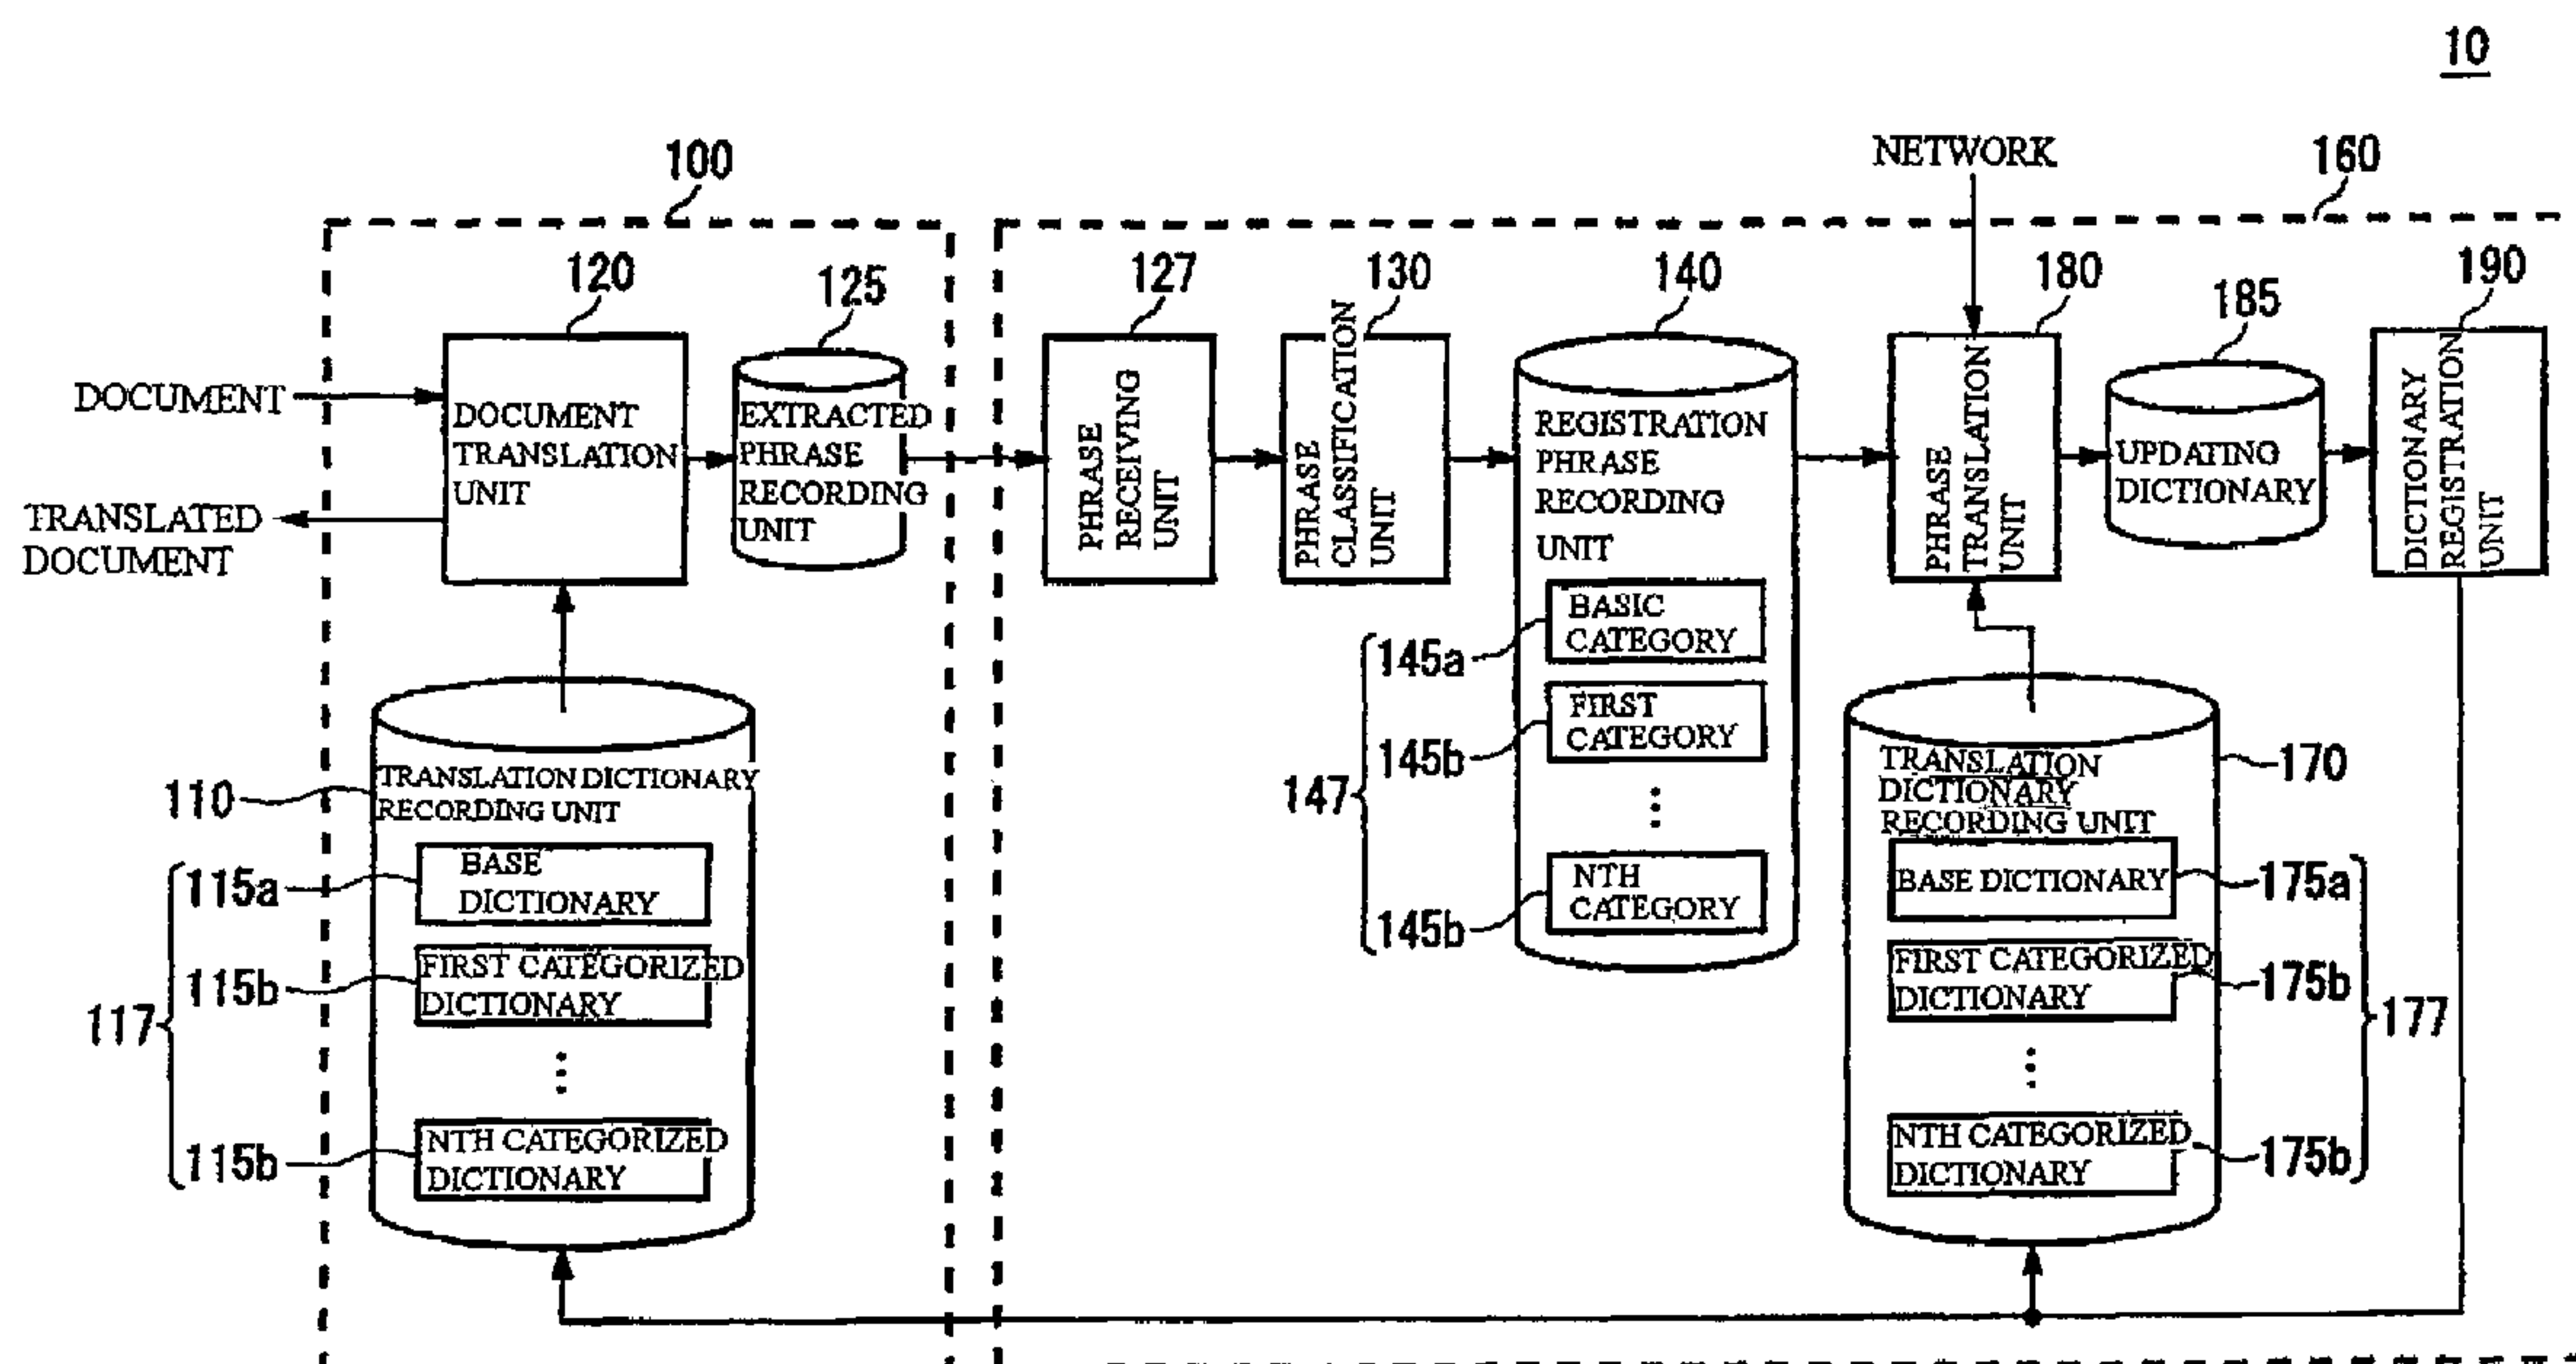 10
NETWORK
100
160
120
125
127
130
140
180
185
190
DOCUMENT
TRANSLATED
DOCUMENT
DOCUMENT
TRANSLATION
UNIT
EXTRACTED
PHRASE
RECORDING
UNIT
PHRASE
RECEIVING
UNIT
PHRASE
CLASSIFICATION
UNIT
REGISTRATION
PHRASE
RECORDING
UNIT
BASIC
CATEGORY
FIRST
CATEGORY
NTH
CATEGORY
145a
145b
145b
147
PHRASE
TRANSLATION
UNIT
UPDATING
DICTIONARY
DICTIONARY
REGISTRATION
UNIT
110
TRANSLATION DICTIONARY
RECORDING UNIT
BASE
DICTIONARY
FIRST CATEGORIZED
DICTIONARY
NTH CATEGORIZED
DICTIONARY
115a
115b
115b
117
TRANSLATION
DICTIONARY
RECORDING UNIT
170
BASE DICTIONARY
FIRST CATEGORIZED
DICTIONARY
NTH CATEGORIZED
DICTIONARY
175a
175b
175b
177